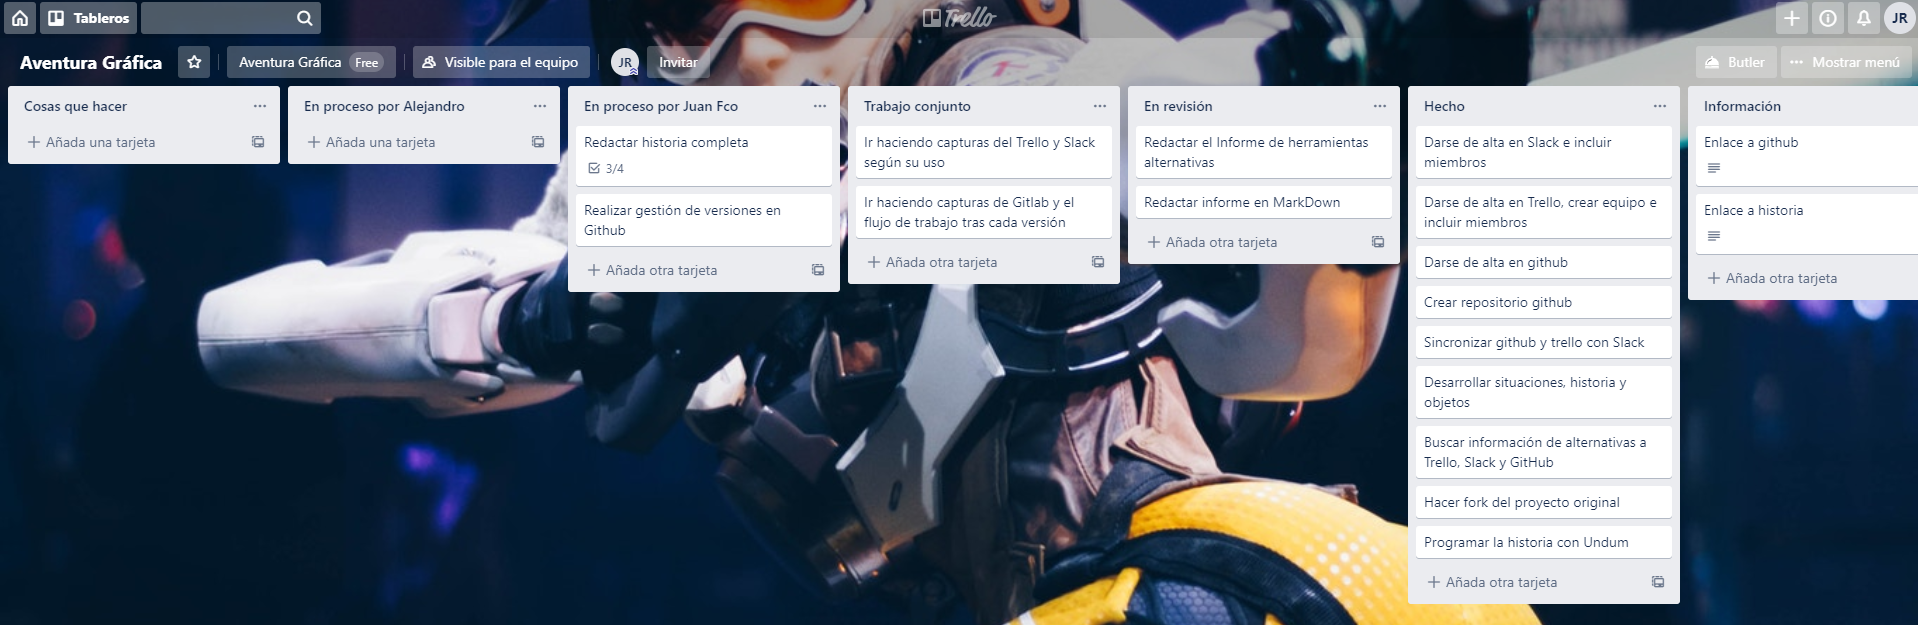 Tableros
Trello
JR
Aventura Gráfica
Aventura Gráfica Free
Visible para el equipo
JR
Invitar
Butler
Mostrar menú
Cosas que hacer
Añada una tarjeta
En proceso por Alejandro
Añada una tarjeta
En proceso por Juan Fco
Redactar historia completa
3/4
Realizar gestión de versiones en
Github
Añada otra tarjeta
Trabajo conjunto
Ir haciendo capturas del Trello y Slack
según su uso
Ir haciendo capturas de Gitlab y el
flujo de trabajo tras cada versión
Añada otra tarjeta
En revisión
Redactar el Informe de herramientas
alternativas
Redactar informe en MarkDown
Añada otra tarjeta
Hecho
Darse de alta en Slack e incluir
miembros
Darse de alta en Trello, crear equipo e
incluir miembros
Darse de alta en github
Crear repositorio github
Sincronizar github y trello con Slack
Desarrollar situaciones, historia y
objetos
Buscar información de alternativas a
Trello, Slack y GitHub
Hacer fork del proyecto original
Programar la historia con Undum
Añada otra tarjeta
Información
Enlace a github
Enlace a historia
Añada otra tarjeta